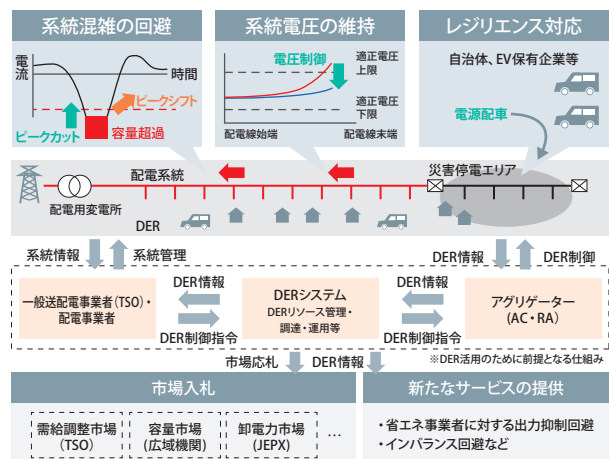 系統混雑の回避
電流
時間
ピークシフト
ピークカット
容量超過
系統電圧の維持
電圧制御
適正電圧
上限
適正電圧
下限
配電線始端
配電線末端
レジリエンス対応
自治体、EV保有企業等
電源配車
配電系統
災害停電エリア
配電用変電所
DER
系統情報
系統管理
DER情報
DER制御
一般送配電事業者(TSO)・
配電事業者
DER情報
DER制御指令
DERシステム
DERリソース管理・
調達・運用等
DER情報
DER制御指令
アグリゲーター
(AC・RA)
市場応札
DER情報
※DER活用のために前提となる仕組み
市場入札
需給調整市場
(TSO)
容量市場
(広域機関)
卸電力市場
(JEPX)
…
新たなサービスの提供
・省エネ事業者に対する出力抑制回避
・インバランス回避など